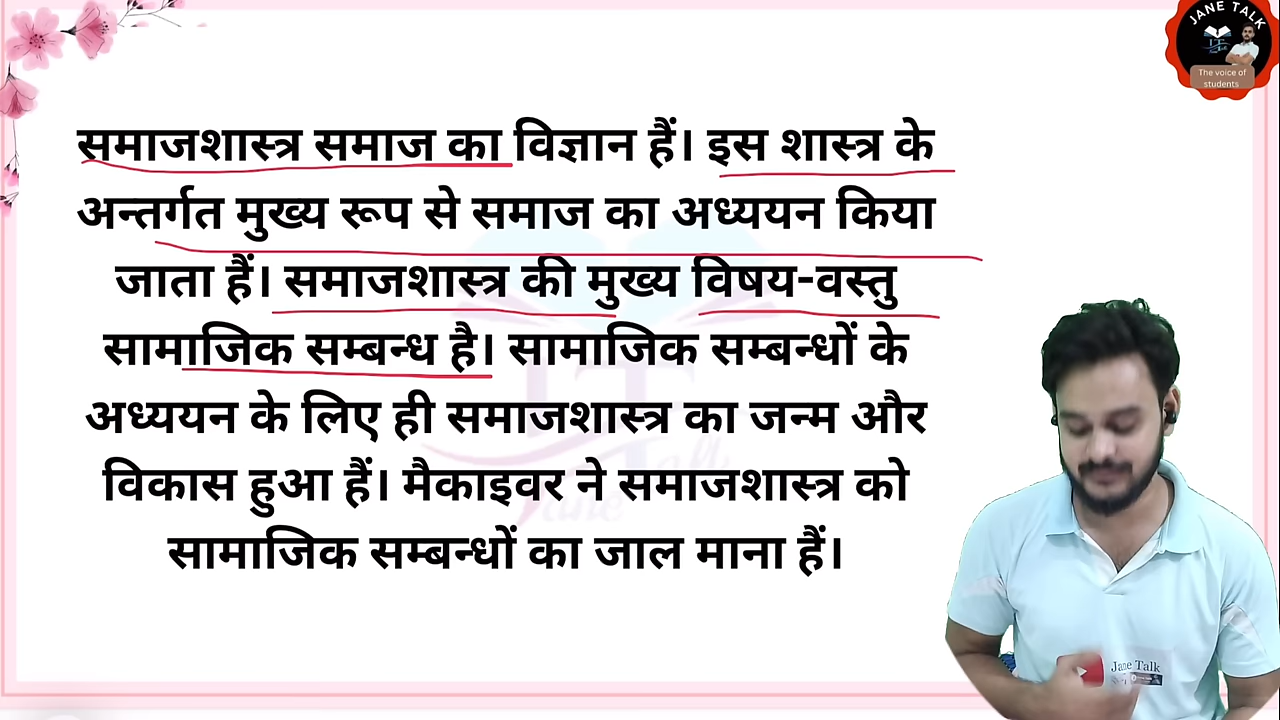 JANE TALK
The voice of
students
समाजशास्त्र समाज का विज्ञान हैं। इस शास्त्र के
अन्तर्गत मुख्य रूप से समाज का अध्ययन किया
जाता हैं। समाजशास्त्र की मुख्य विषय-वस्तु
सामाजिक सम्बन्ध है। सामाजिक सम्बन्धों के
अध्ययन के लिए ही समाजशास्त्र का जन्म और
विकास हुआ हैं। मैकाइवर ने समाजशास्त्र को
सामाजिक सम्बन्धों का जाल माना हैं।
Jane Talk